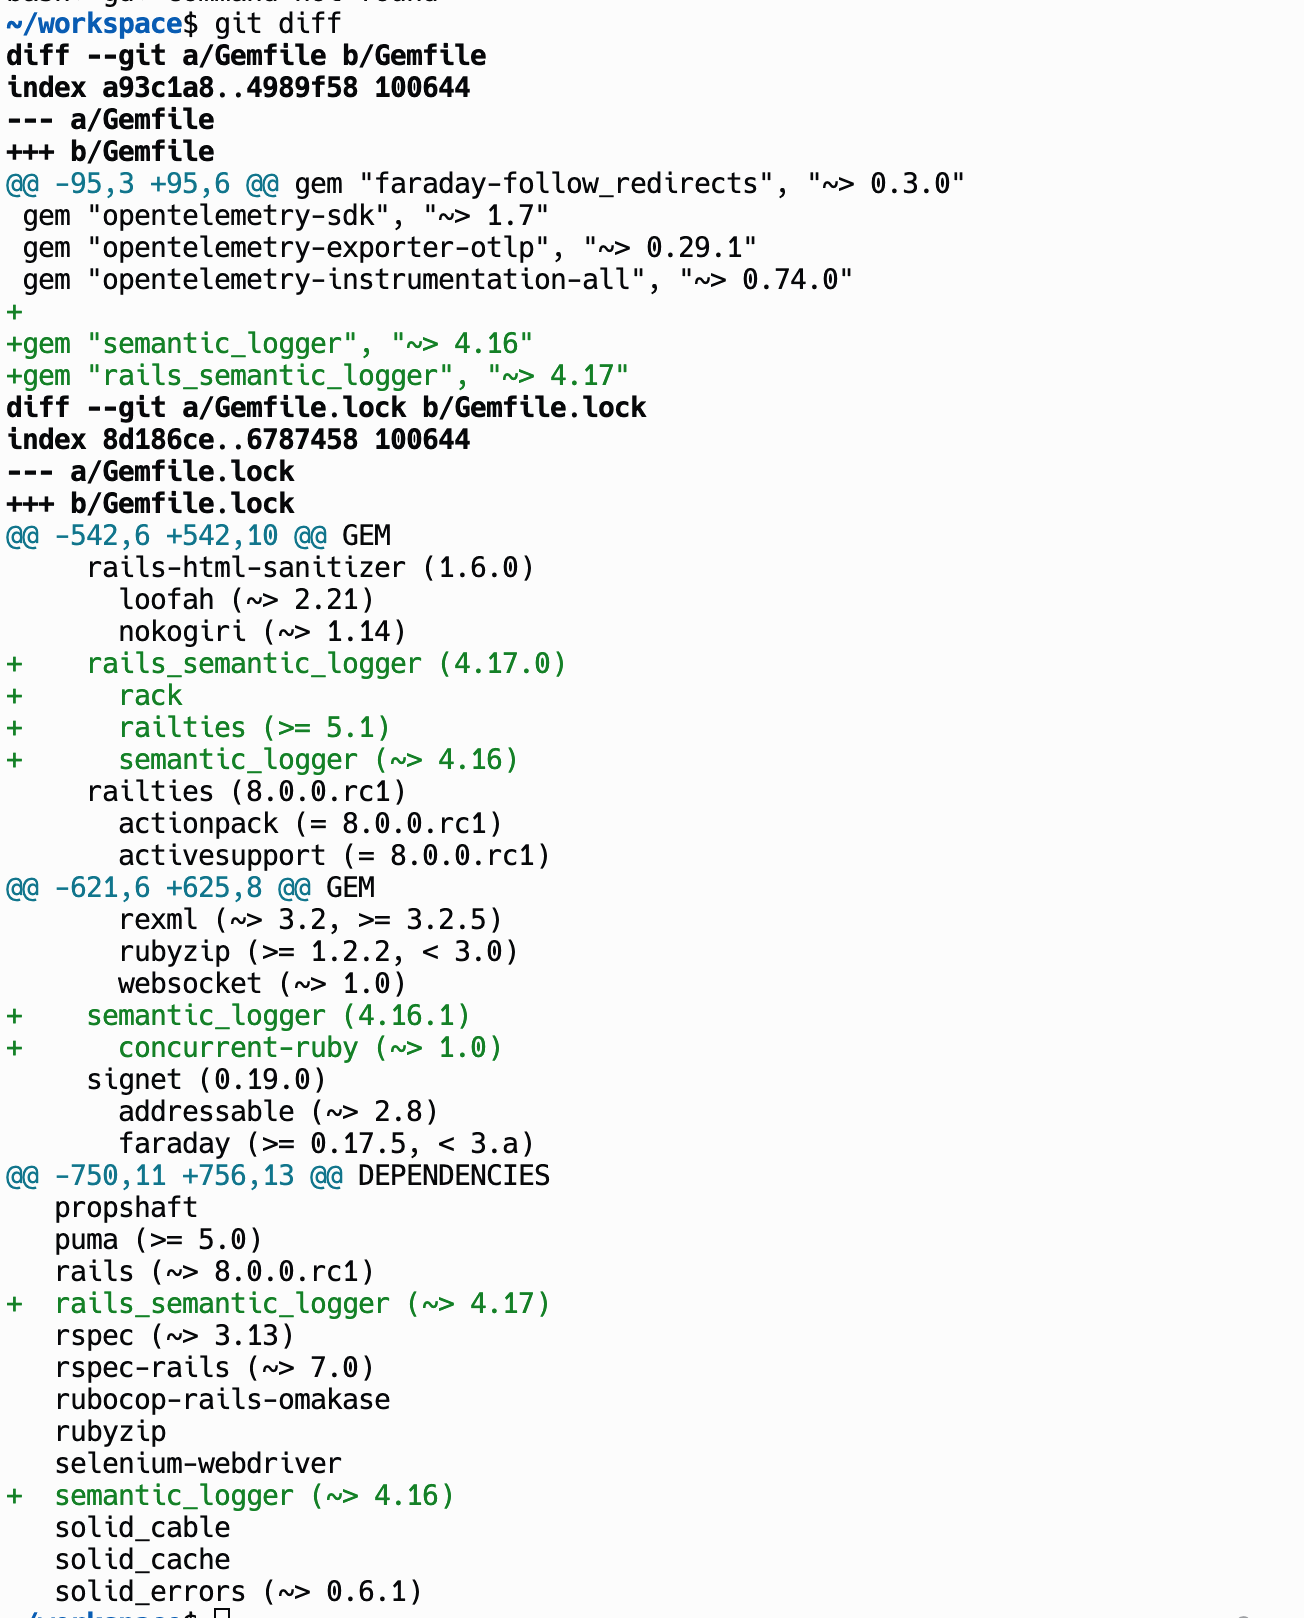 ~/workspace$ git diff
diff --git a/Gemfile b/Gemfile
index a93c1a8..4989f58 100644
--- a/Gemfile
+++ b/Gemfile
@@ -95,3 +95,6 @@ gem "faraday-follow_redirects", "~> 0.3.0"
 gem "opentelemetry-sdk", "~> 1.7"
 gem "opentelemetry-exporter-otlp", "~> 0.29.1"
 gem "opentelemetry-instrumentation-all", "~> 0.74.0"
+
+gem "semantic_logger", "~> 4.16"
+gem "rails_semantic_logger", "~> 4.17"
diff --git a/Gemfile.lock b/Gemfile.lock
index 8d186ce..6787458 100644
--- a/Gemfile.lock
+++ b/Gemfile.lock
@@ -542,6 +542,10 @@ GEM
     rails-html-sanitizer (1.6.0)
       loofah (~> 2.21)
       nokogiri (~> 1.14)
+    rails_semantic_logger (4.17.0)
+      rack
+      railties (>= 5.1)
+      semantic_logger (~> 4.16)
     railties (8.0.0.rc1)
       actionpack (= 8.0.0.rc1)
       activesupport (= 8.0.0.rc1)
@@ -621,6 +625,8 @@ GEM
       rexml (~> 3.2, >= 3.2.5)
       rubyzip (>= 1.2.2, < 3.0)
       websocket (~> 1.0)
+    semantic_logger (4.16.1)
+      concurrent-ruby (~> 1.0)
     signet (0.19.0)
       addressable (~> 2.8)
       faraday (>= 0.17.5, < 3.a)
@@ -750,11 +756,13 @@ DEPENDENCIES
   propshaft
   puma (>= 5.0)
   rails (~> 8.0.0.rc1)
+  rails_semantic_logger (~> 4.17)
   rspec (~> 3.13)
   rspec-rails (~> 7.0)
   rubocop-rails-omakase
   rubyzip
   selenium-webdriver
+  semantic_logger (~> 4.16)
   solid_cable
   solid_cache
   solid_errors (~> 0.6.1)
~/workspace$